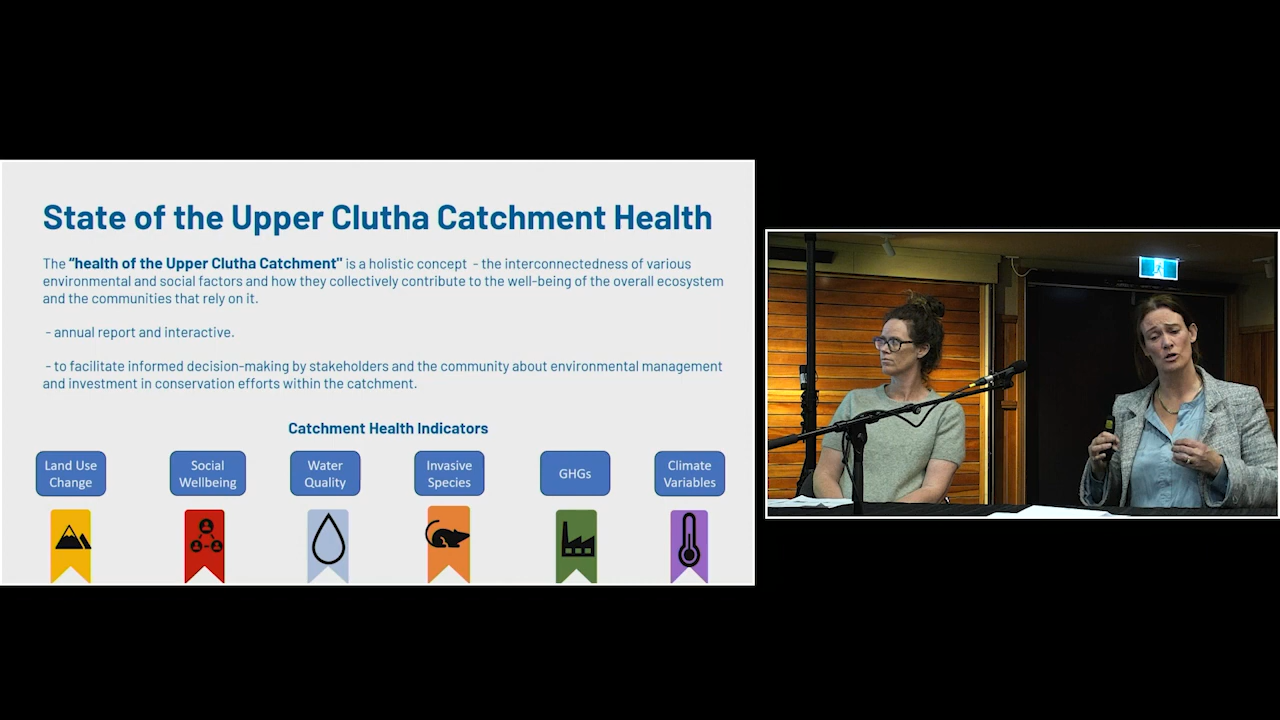 State of the Upper Clutha Catchment Health
The "health of the Upper Clutha Catchment" is a holistic concept - the interconnectedness of various
environmental and social factors and how they collectively contribute to the well-being of the overall ecosystem
and the communities that rely on it.
- annual report and interactive.
- to facilitate informed decision-making by stakeholders and the community about environmental management
and investment in conservation efforts within the catchment.
Catchment Health Indicators
Land Use
Change
Social
Wellbeing
Water
Quality
Invasive
Species
GHGs
Climate
Variables